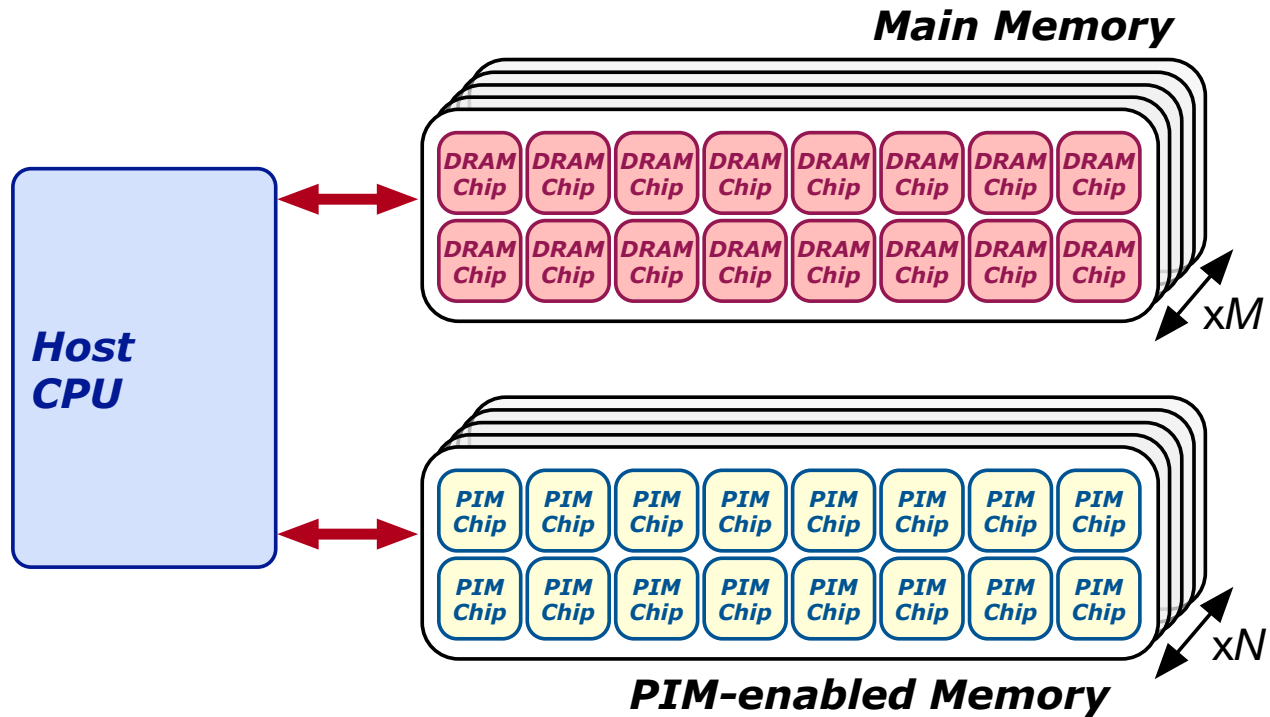 Main Memory
DRAM DRAM DRAM DRAM DRAM DRAM DRAM DRAM
Chip Chip Chip Chip Chip Chip Chip Chip
DRAM DRAM DRAM DRAM DRAM DRAM DRAM DRAM
Chip Chip Chip Chip Chip Chip Chip Chip
xM
Host
CPU
PIM PIM PIM PIM PIM PIM PIM PIM
Chip Chip Chip Chip Chip Chip Chip Chip
PIM PIM PIM PIM PIM PIM PIM PIM
Chip Chip Chip Chip Chip Chip Chip Chip
xN
PIM-enabled Memory